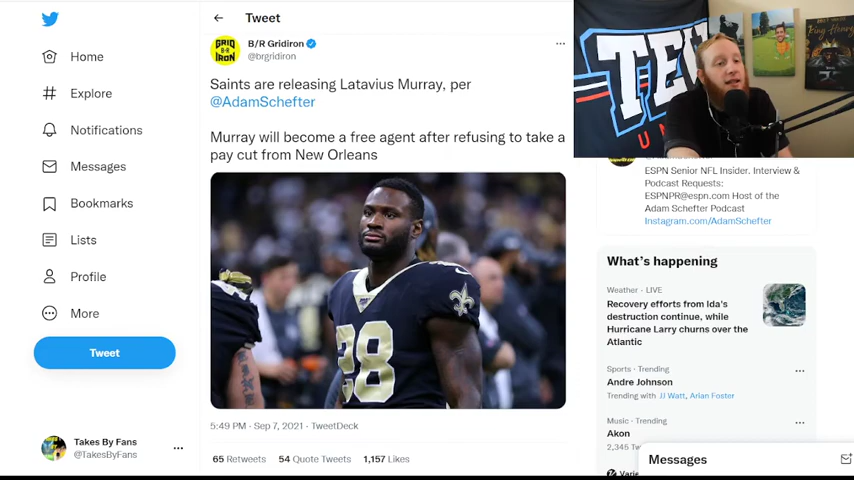 Home
Explore
Notifications
Messages
Bookmarks
Lists
Profile
More
Tweet
Takes By Fans
@TakesByFans
Tweet
GRID
B-R
IRON
B/R Gridiron
@brgridiron
Saints are releasing Latavius Murray, per
@AdamSchefter
Murray will become a free agent after refusing to take a
pay cut from New Orleans
28
5:49 PM · Sep 7, 2021 · TweetDeck
65 Retweets 54 Quote Tweets 1,157 Likes
ESPN Senior NFL Insider. Interview &
Podcast Requests:
ESPNPR@espn.com Host of the
Adam Schefter Podcast
Instagram.com/AdamSchefter
What's happening
Weather · LIVE
Recovery efforts from Ida's
destruction continue, while
Hurricane Larry churns over the
Atlantic
Sports · Trending
Andre Johnson
Trending with JJ Watt, Arian Foster
Music · Trending
Akon
2,345
Messages